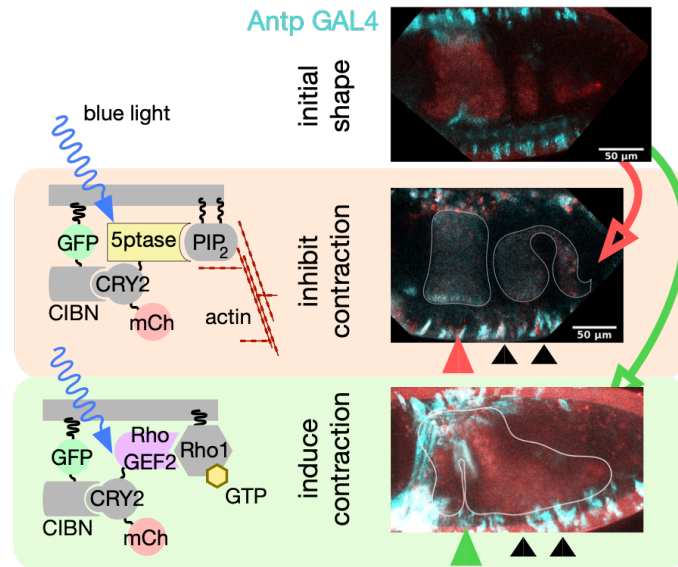 Antp GAL4
initial
shape
50 µm
blue light
GFP
5ptase
PIP2
CRY2
CIBN
mCh
actin
inhibit
contraction
50 µm
GFP
Rho
GEF2
Rho1
CRY2
GTP
CIBN
mCh
induce
contraction